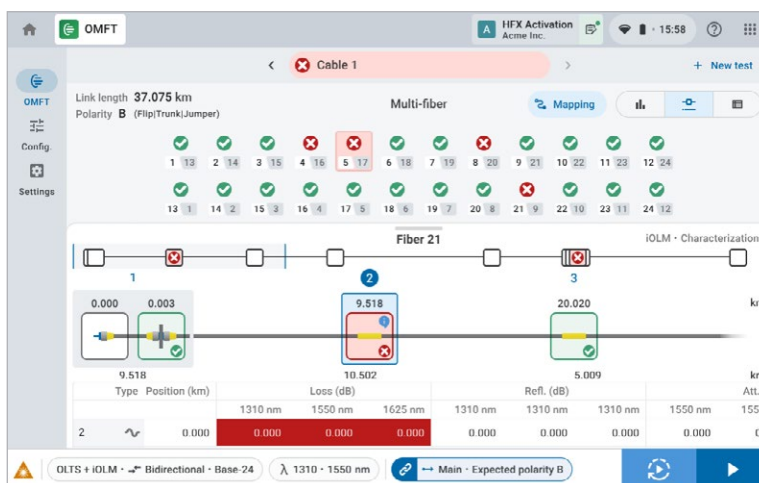 OMFT
A
HFX Activation
Acme Inc.
15:58
Cable 1
+ New test
OMFT
Config.
Settings
Link length 37.075 km
Polarity B (Flip|Trunk|Jumper)
Multi-fiber
Mapping
1 13 2 14 3 15 4 16 5 17 6 18 7 19 8 20 9 21 10 22 11 23 12 24
13 1 14 2 15 3 16 4 17 5 18 6 19 7 20 8 21 9 22 10 23 11 24 12
Fiber 21
iOLM · Characterization
1 2 3
0.000 0.003 9.518 20.020
9.518 10.502 5.009
Type Position (km) Loss (dB) Refl. (dB) Att.
1310 nm 1550 nm 1625 nm 1310 nm 1310 nm 1310 nm 1550 nm
2 0.000 0.000 0.000 0.000 0.000 0.000 0.000 0.000
OLTS + iOLM · Bidirectional · Base-24
λ 1310 · 1550 nm
Main · Expected polarity B